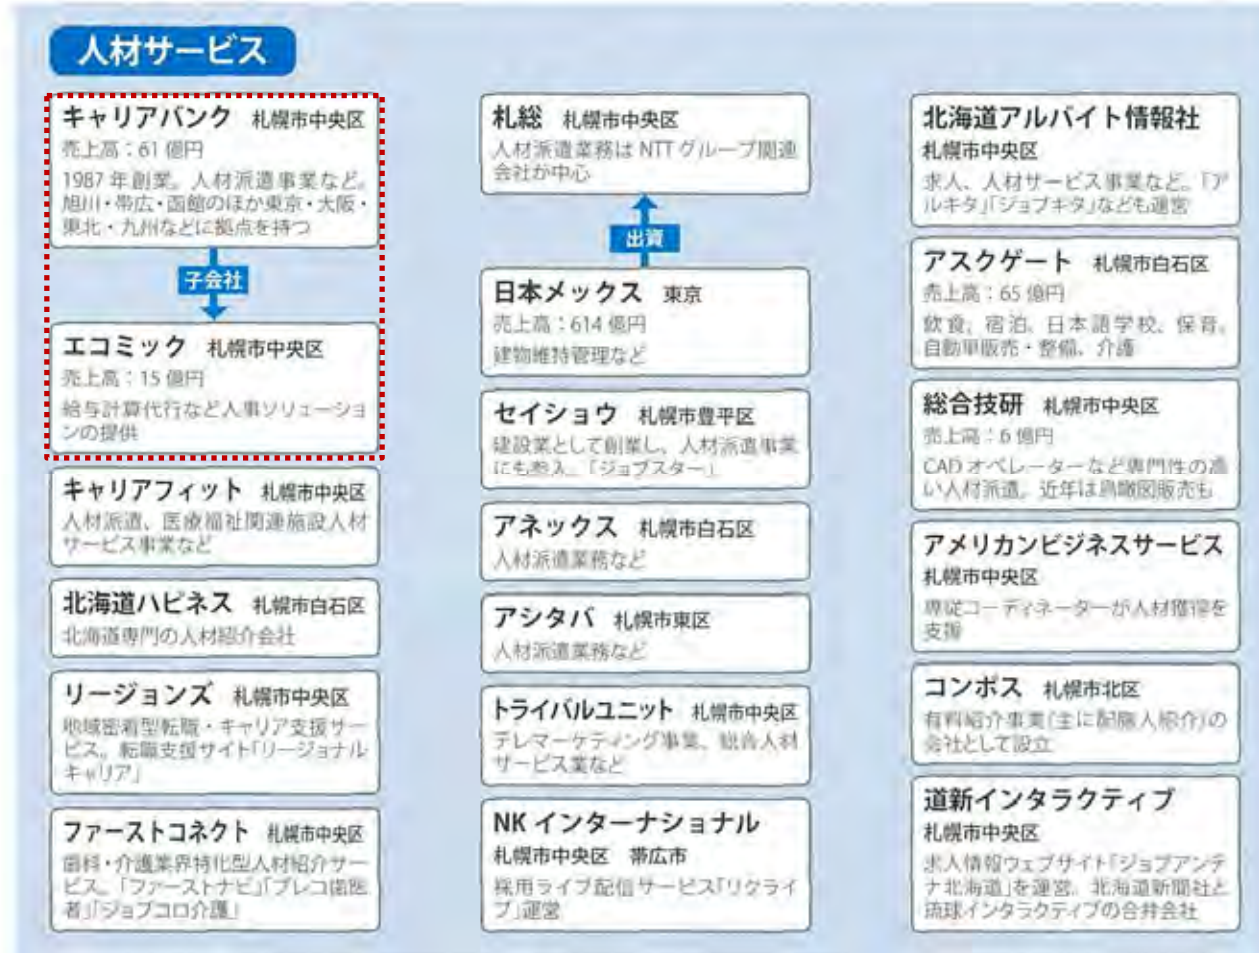 人材サービス
キャリアバンク 札幌市中央区
売上高：61億円
1987年創業。人材派遣事業など。
旭川・帯広・函館のほか東京・大阪・
東北・九州などに拠点を持つ
子会社
エコミック 札幌市中央区
売上高：15億円
給与計算代行など人事ソリューショ
ンの提供
キャリアフィット 札幌市中央区
人材派遣、医療福祉関連施設人材
サービス事業など
北海道ハピネス 札幌市白石区
北海道専門の人材紹介会社
リージョンズ 札幌市中央区
地域密着型転職・キャリア支援サー
ビス。転職支援サイト「リージョナル
キャリア」
ファーストコネクト 札幌市中央区
歯科・介護業界特化型人材紹介サー
ビス。「ファーストナビ」「プレコ歯医
者」「ジョブコロ介護」
札総 札幌市中央区
人材派遣業務はNTTグループ関連
会社が中心
出資
日本メックス 東京
売上高：614億円
建物維持管理など
セイショウ 札幌市豊平区
建設業として創業し、人材派遣事業
にも参入。「ジョブスター」
アネックス 札幌市白石区
人材派遣業務など
アシタバ 札幌市東区
人材派遣業務など
トライバルユニット 札幌市中央区
テレマーケティング事業、総合人材
サービス業など
NKインターナショナル
札幌市中央区 帯広市
採用ライブ配信サービス「リクライ
ブ」運営
北海道アルバイト情報社
札幌市中央区
求人、人材サービス事業など。「ア
ルキタ」「ジョブキタ」なども運営
アスクゲート 札幌市白石区
売上高：65億円
飲食、宿泊、日本語学校、保育、
自動車販売・整備、介護
総合技研 札幌市中央区
売上高：6億円
CADオペレーターなど専門性の高
い人材派遣。近年は鳥瞰図販売も
アメリカンビジネスサービス
札幌市中央区
専従コーディネーターが人材獲得を
支援
コンポス 札幌市北区
有料紹介事業(主に配膳人紹介)の
会社として設立
道新インタラクティブ
札幌市中央区
求人情報ウェブサイト「ジョブアンテ
ナ北海道」を運営。北海道新聞社と
琉球インタラクティブの合弁会社